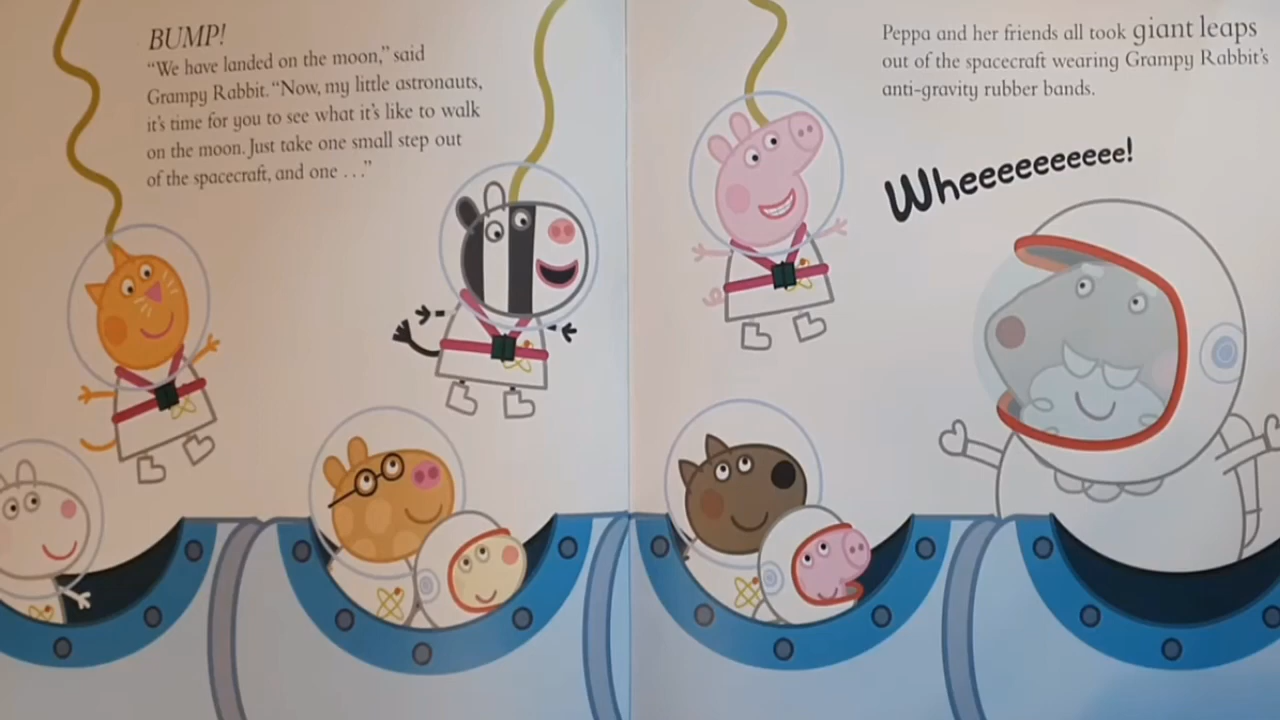 BUMP!
“We have landed on the moon,” said
Grampy Rabbit. “Now, my little astronauts,
it’s time for you to see what it’s like to walk
on the moon. Just take one small step out
of the spacecraft, and one . . .”
Peppa and her friends all took giant leaps
out of the spacecraft wearing Grampy Rabbit’s
anti-gravity rubber bands.
Wheeeeeeeeee!